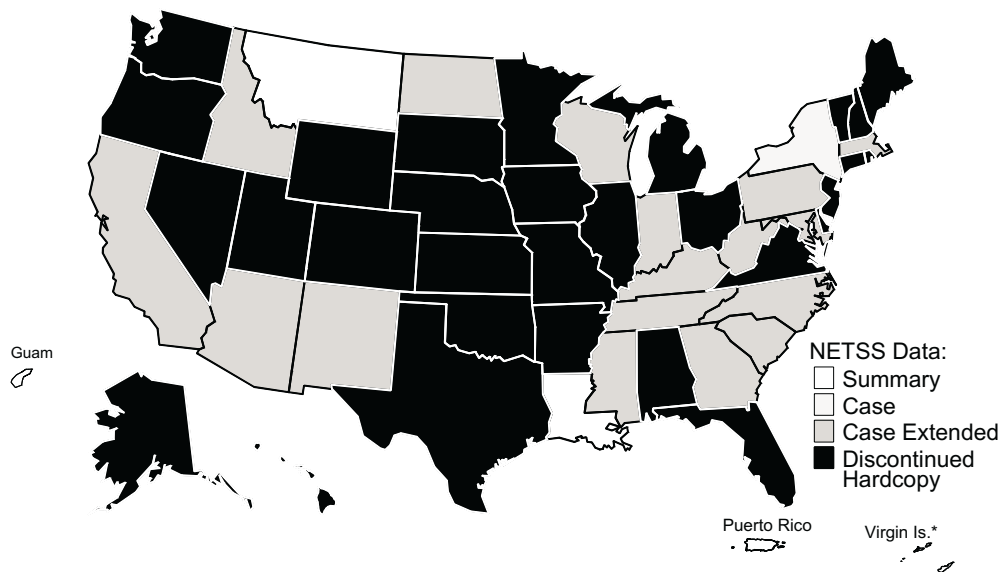 Guam
NETSS Data:
Summary
Case
Case Extended
Discontinued
Hardcopy
Puerto Rico
Virgin Is.*